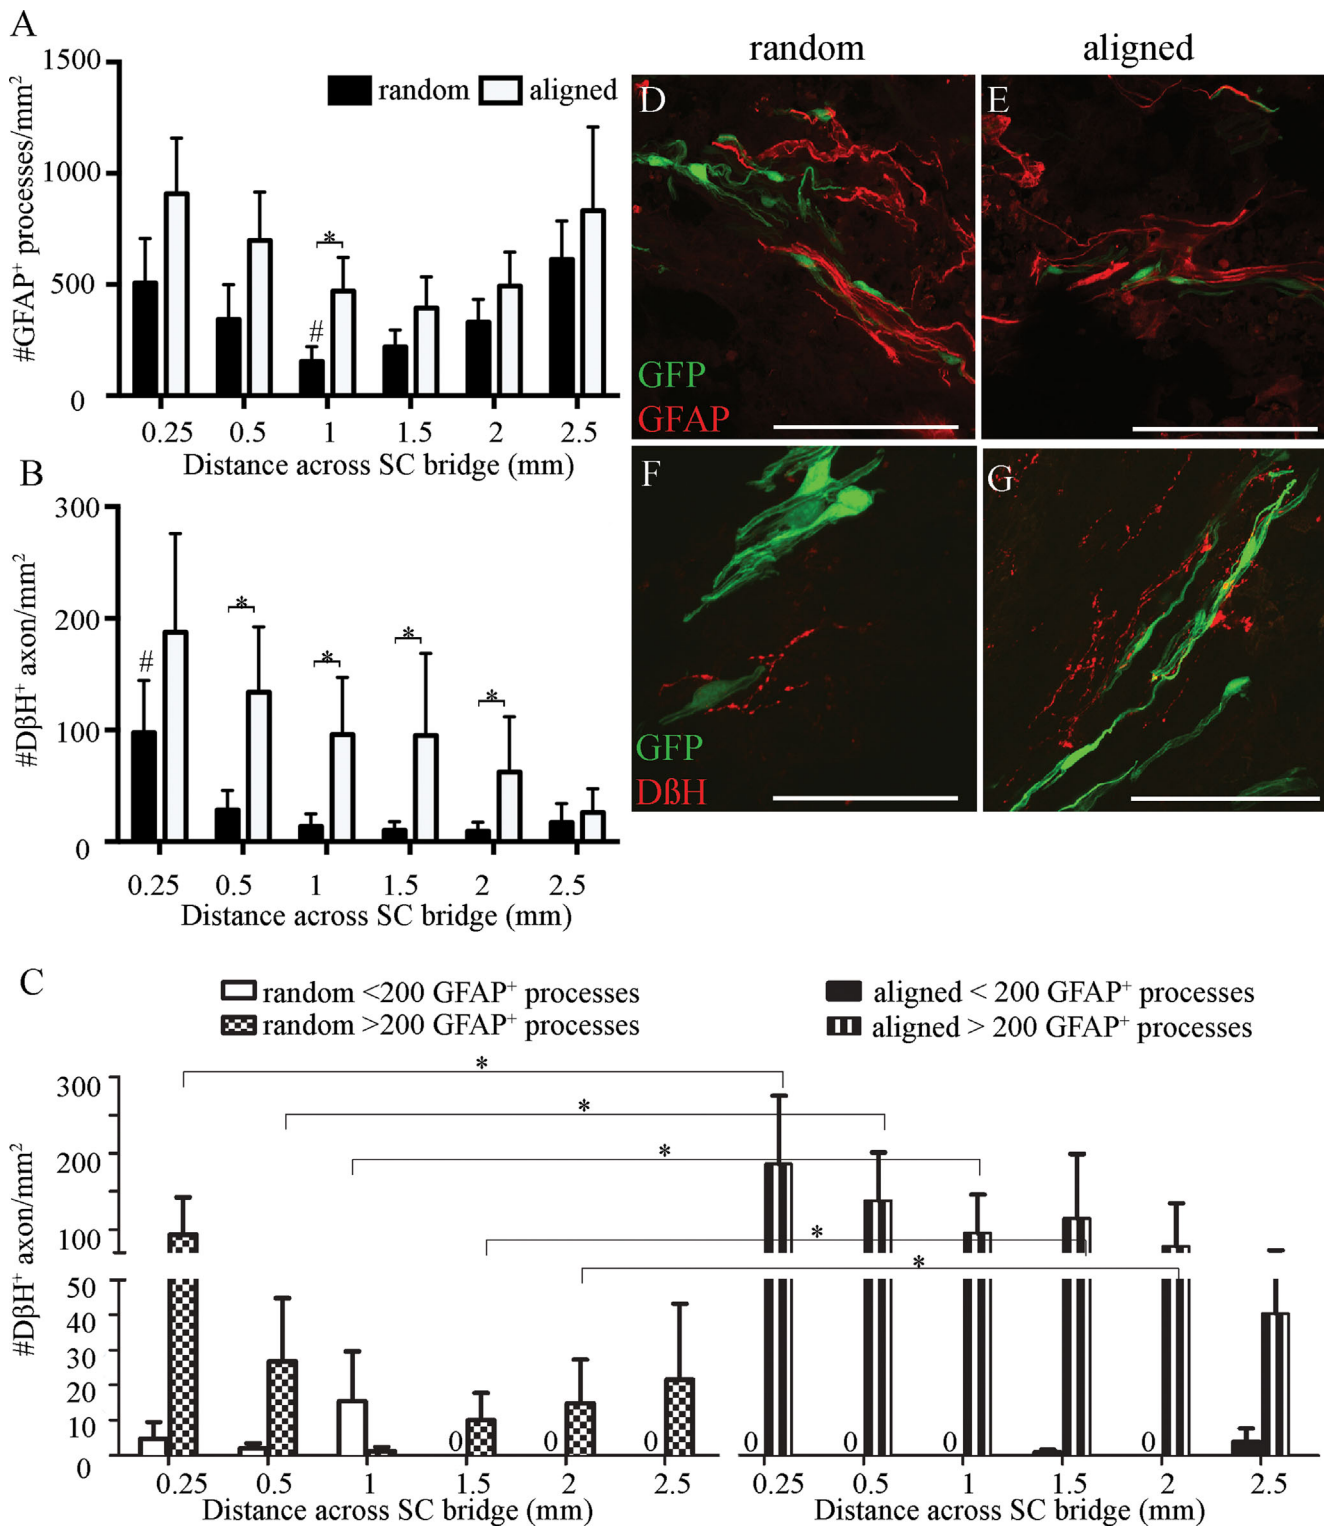 A
#GFAP⁺ processes/mm²
1500
1000
500
0
random aligned
*
#
0.25 0.5 1 1.5 2 2.5
Distance across SC bridge (mm)
B
#DβH⁺ axon/mm²
300
200
100
0
#
* * * *
0.25 0.5 1 1.5 2 2.5
Distance across SC bridge (mm)
random aligned
D
GFP
GFAP
E
F
GFP
DβH
G
C
random <200 GFAP⁺ processes
random >200 GFAP⁺ processes
aligned < 200 GFAP⁺ processes
aligned > 200 GFAP⁺ processes
#DβH⁺ axon/mm²
300
200
100
50
40
30
20
10
0
*
*
*
*
*
0 0 0 0 0 0 0
0.25 0.5 1 1.5 2 2.5 0.25 0.5 1 1.5 2 2.5
Distance across SC bridge (mm) Distance across SC bridge (mm)